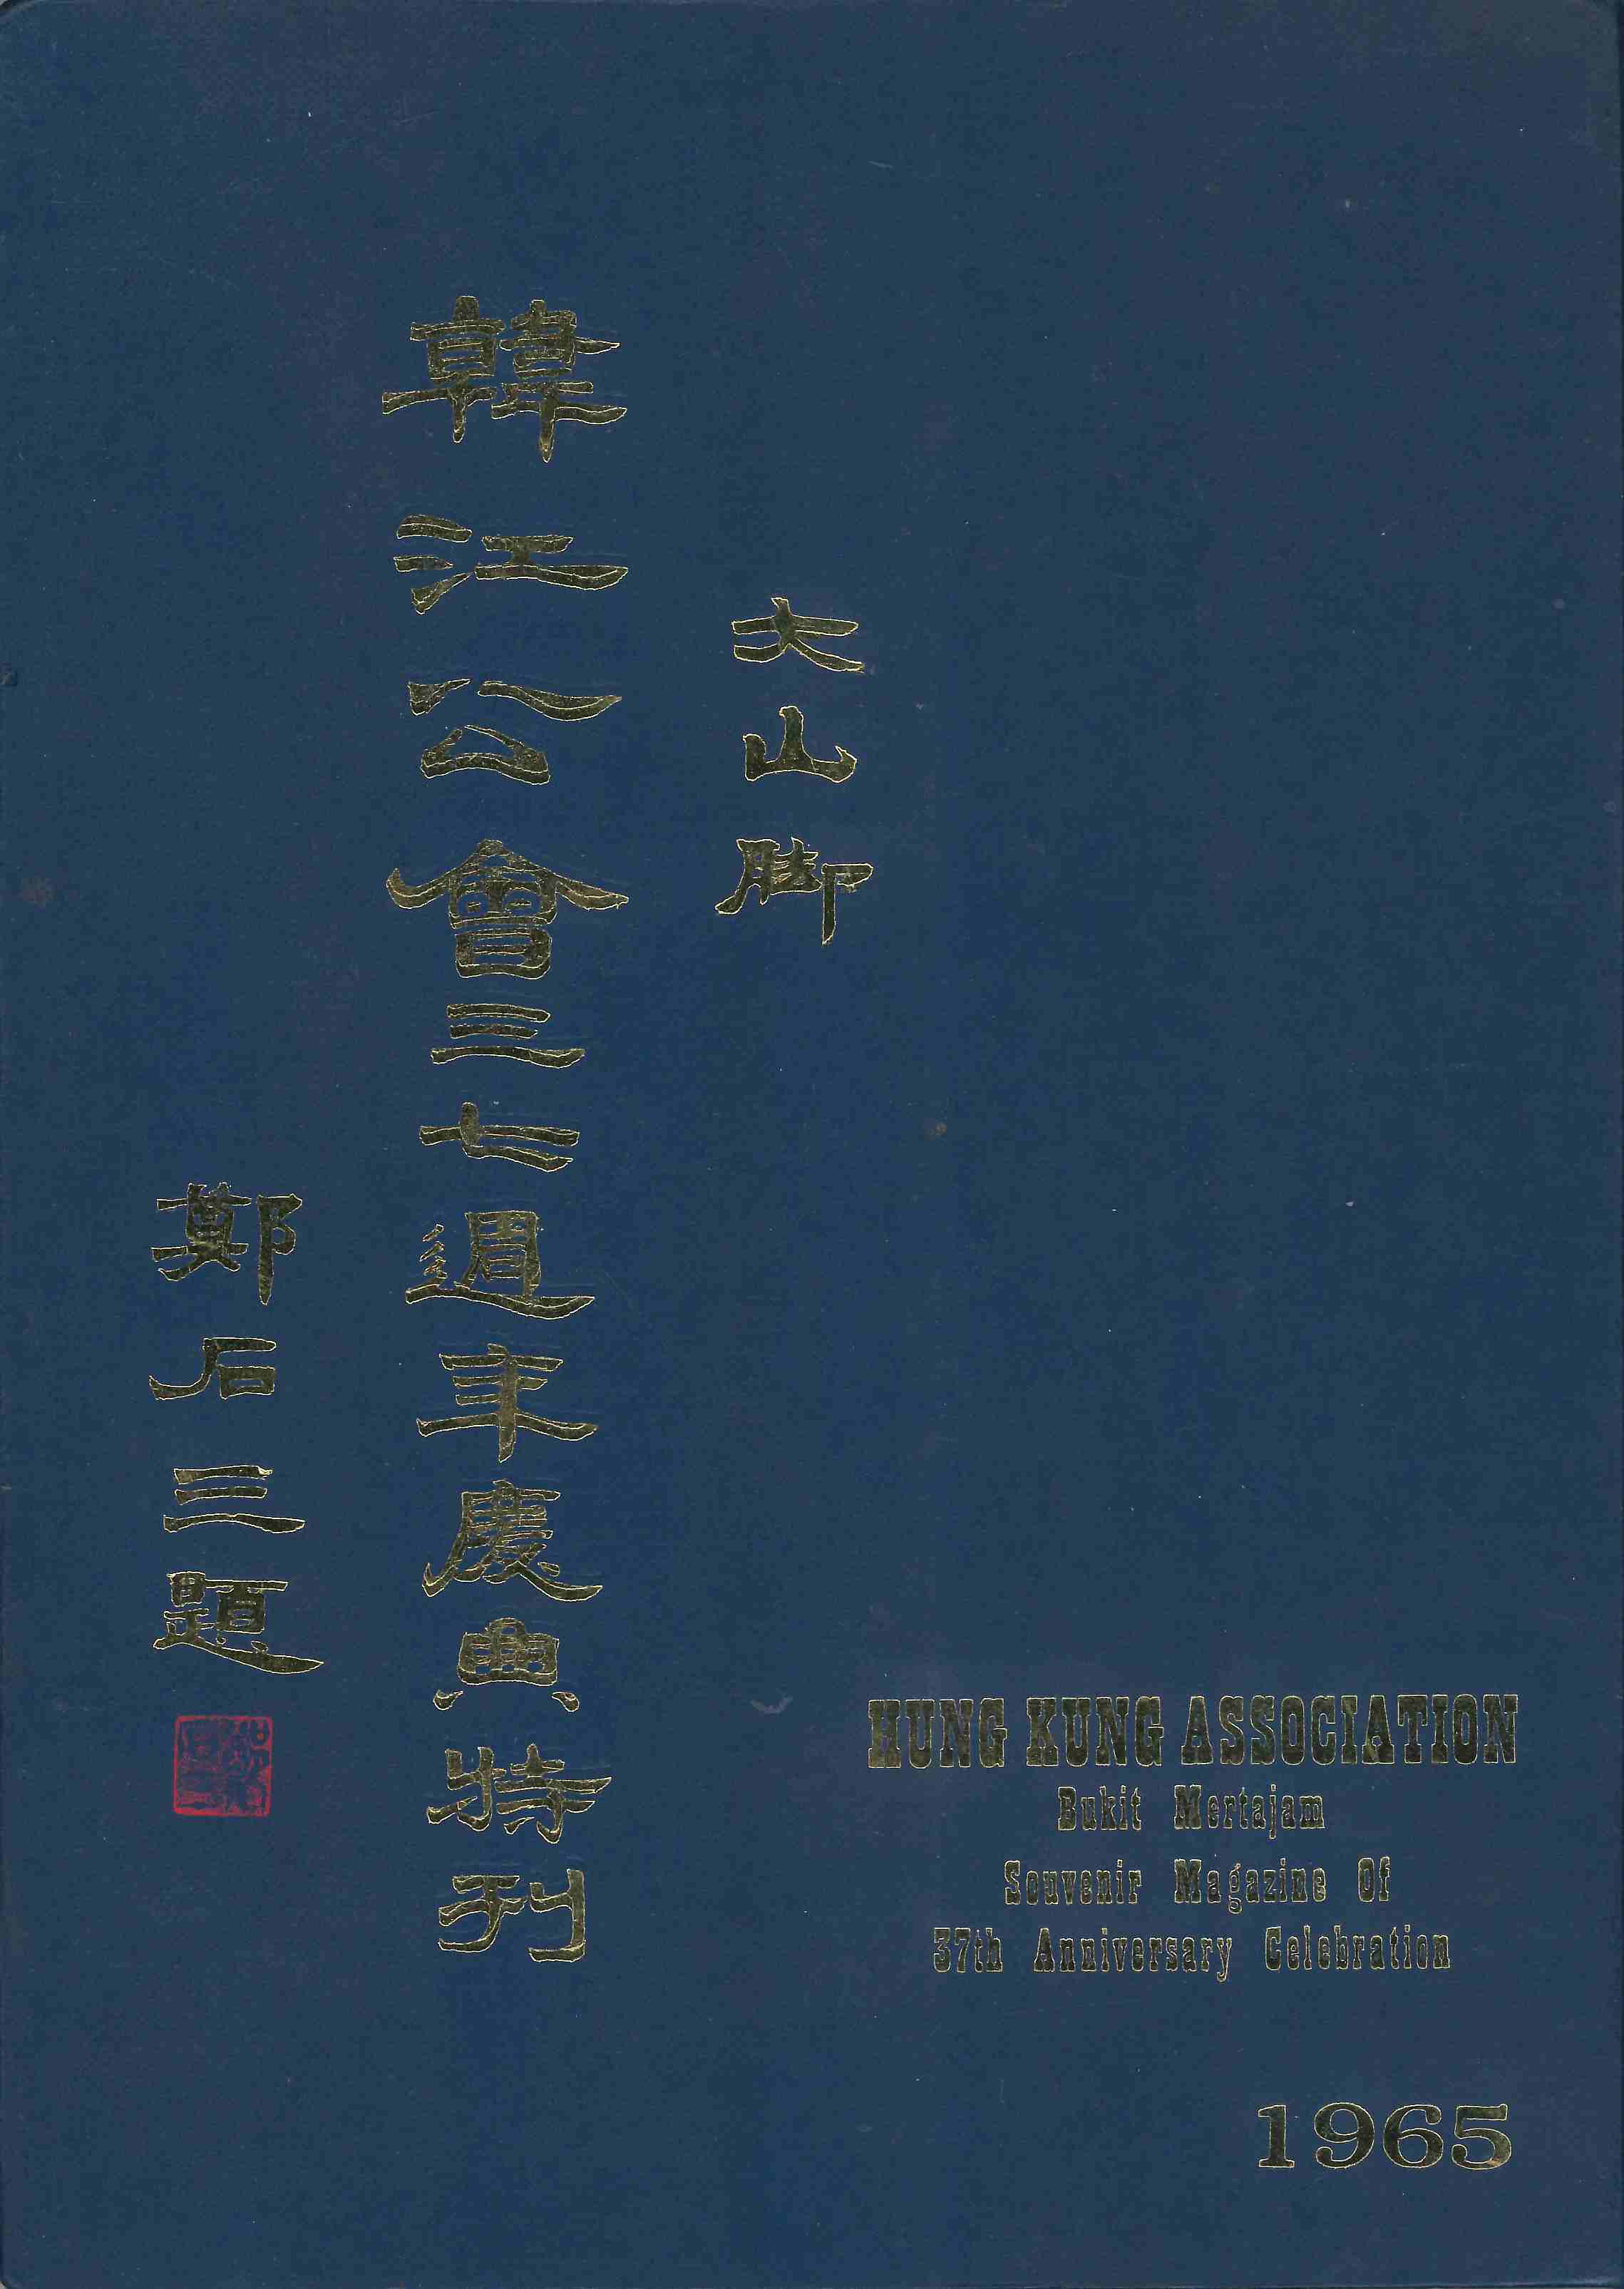 大山脚
韓江公會三七週年慶典特刊
鄭石三題
HUNG KUNG ASSOCIATION
Bukit Mertajam
Souvenir Magazine Of
37th Anniversary Celebration
1965